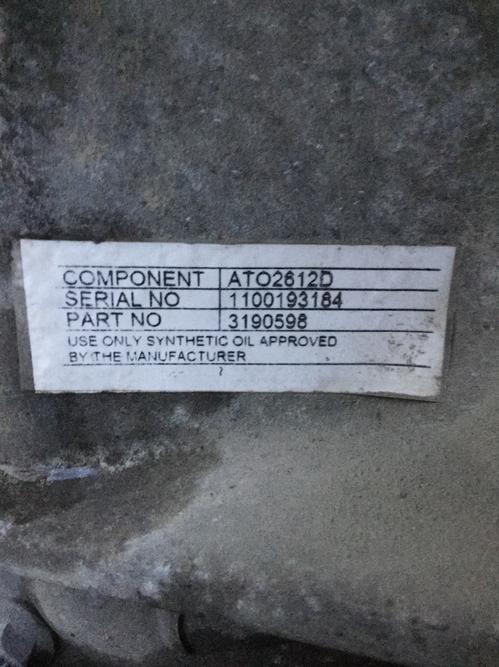 COMPONENT ATO2612D
SERIAL NO 1100193184
PART NO 3190598
USE ONLY SYNTHETIC OIL APPROVED
BY THE MANUFACTURER